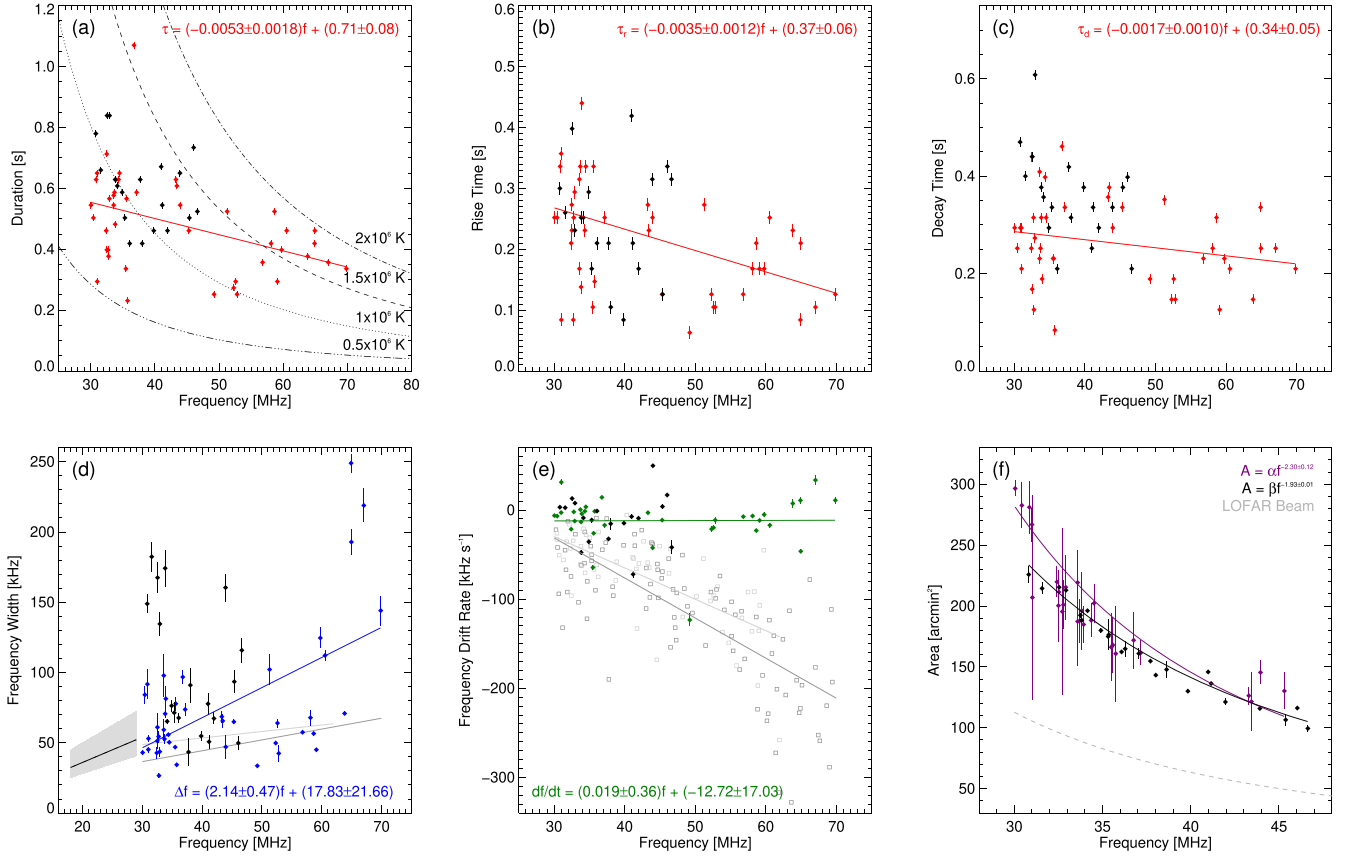 (a)
τ = (-0.0053±0.0018)f + (0.71±0.08)
1.2
1.0
0.8
0.6
0.4
0.2
0.0
Duration [s]
2x10⁶ K
1.5x10⁶ K
1x10⁶ K
0.5x10⁶ K
30 40 50 60 70 80
Frequency [MHz]
(b)
τr = (-0.0035±0.0012)f + (0.37±0.06)
0.6
0.5
0.4
0.3
0.2
0.1
0.0
Rise Time [s]
30 40 50 60 70
Frequency [MHz]
(c)
τd = (-0.0017±0.0010)f + (0.34±0.05)
0.6
0.4
0.2
0.0
Decay Time [s]
30 40 50 60 70
Frequency [MHz]
(d)
250
200
150
100
50
0
Frequency Width [kHz]
Δf = (2.14±0.47)f + (17.83±21.66)
20 30 40 50 60 70
Frequency [MHz]
(e)
0
-100
-200
-300
Frequency Drift Rate [kHz s⁻¹]
df/dt = (0.019±0.36)f + (-12.72±17.03)
30 40 50 60 70
Frequency [MHz]
(f)
A = αf⁻²·³⁰±⁰·¹²
A = βf⁻¹·⁹³±⁰·⁰¹
LOFAR Beam
300
250
200
150
100
50
Area [arcmin²]
30 35 40 45
Frequency [MHz]